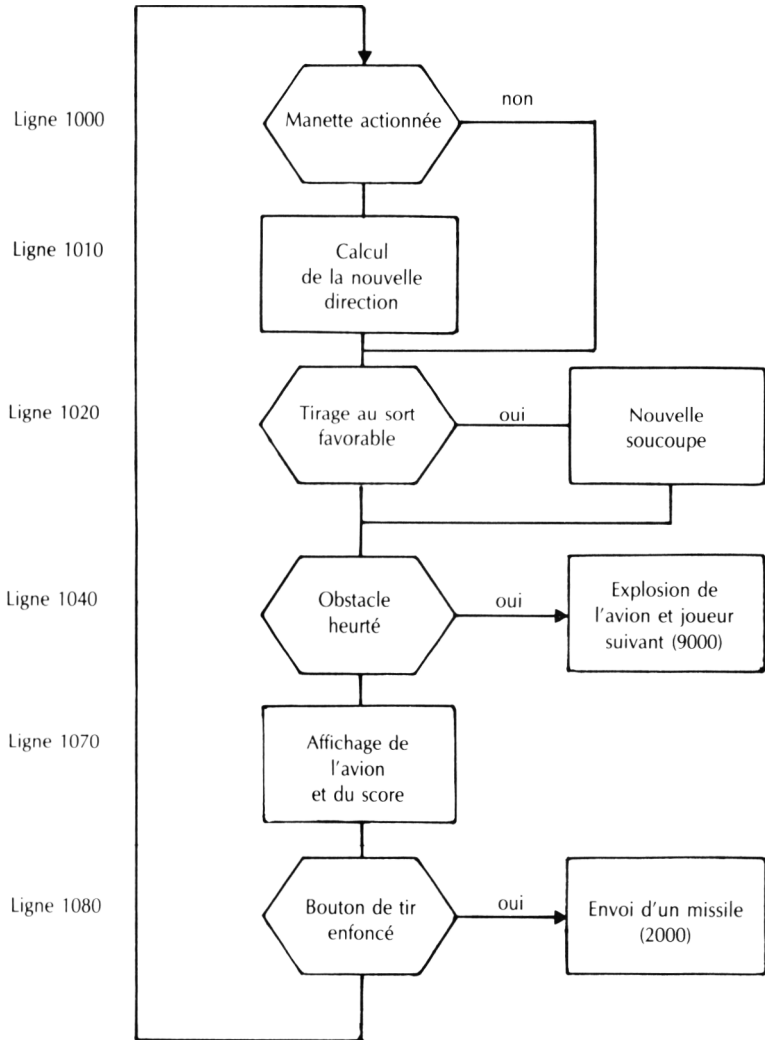 Ligne 1000
Manette actionnée
non
Ligne 1010
Calcul
de la nouvelle
direction
Ligne 1020
Tirage au sort
favorable
oui
Nouvelle
soucoupe
Ligne 1040
Obstacle
heurté
oui
Explosion de
l'avion et joueur
suivant (9000)
Ligne 1070
Affichage de
l'avion
et du score
Ligne 1080
Bouton de tir
enfoncé
oui
Envoi d'un missile
(2000)